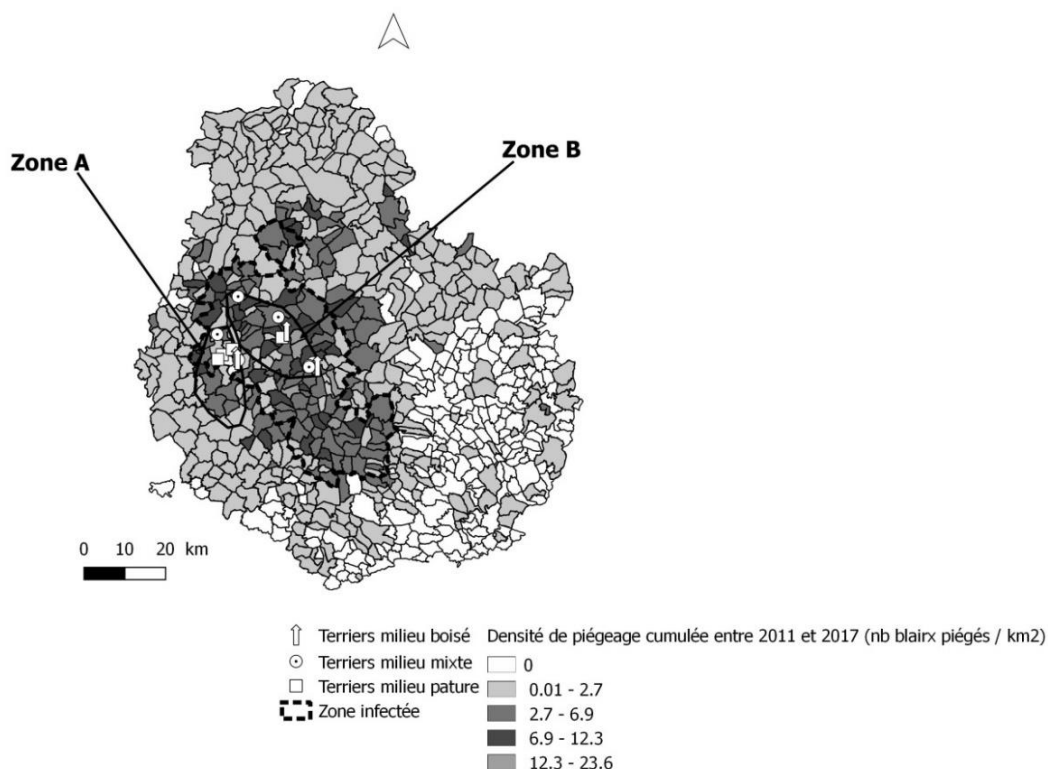 Zone A
Zone B
0 10 20 km
Terriers milieu boisé
Terriers milieu mixte
Terriers milieu pature
Zone infectée
Densité de piégeage cumulée entre 2011 et 2017 (nb blairx piégés / km2)
0
0.01 - 2.7
2.7 - 6.9
6.9 - 12.3
12.3 - 23.6